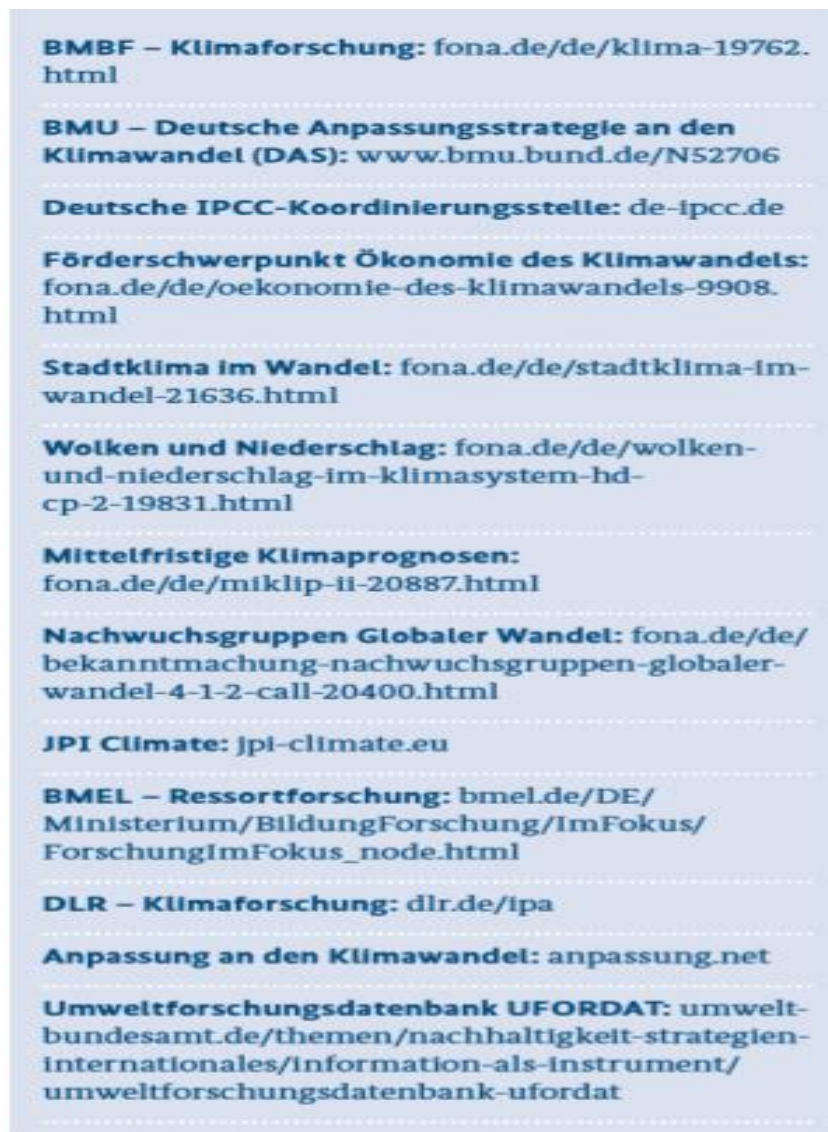 BMBF – Klimaforschung: fona.de/de/klima-19762.
html
BMU – Deutsche Anpassungsstrategie an den
Klimawandel (DAS): www.bmu.bund.de/N52706
Deutsche IPCC-Koordinierungsstelle: de-ipcc.de
Förderschwerpunkt Ökonomie des Klimawandels:
fona.de/de/oekonomie-des-klimawandels-9908.
html
Stadtklima im Wandel: fona.de/de/stadtklima-im-
wandel-21636.html
Wolken und Niederschlag: fona.de/de/wolken-
und-niederschlag-im-klimasystem-hd-
cp-2-19831.html
Mittelfristige Klimaprognosen:
fona.de/de/miklip-ii-20887.html
Nachwuchsgruppen Globaler Wandel: fona.de/de/
bekanntmachung-nachwuchsgruppen-globaler-
wandel-4-1-2-call-20400.html
JPI Climate: jpi-climate.eu
BMEL – Ressortforschung: bmel.de/DE/
Ministerium/BildungForschung/ImFokus/
ForschungImFokus_node.html
DLR – Klimaforschung: dlr.de/ipa
Anpassung an den Klimawandel: anpassung.net
Umweltforschungsdatenbank UFORDAT: umwelt-
bundesamt.de/themen/nachhaltigkeit-strategien-
internationales/information-als-instrument/
umweltforschungsdatenbank-ufordat